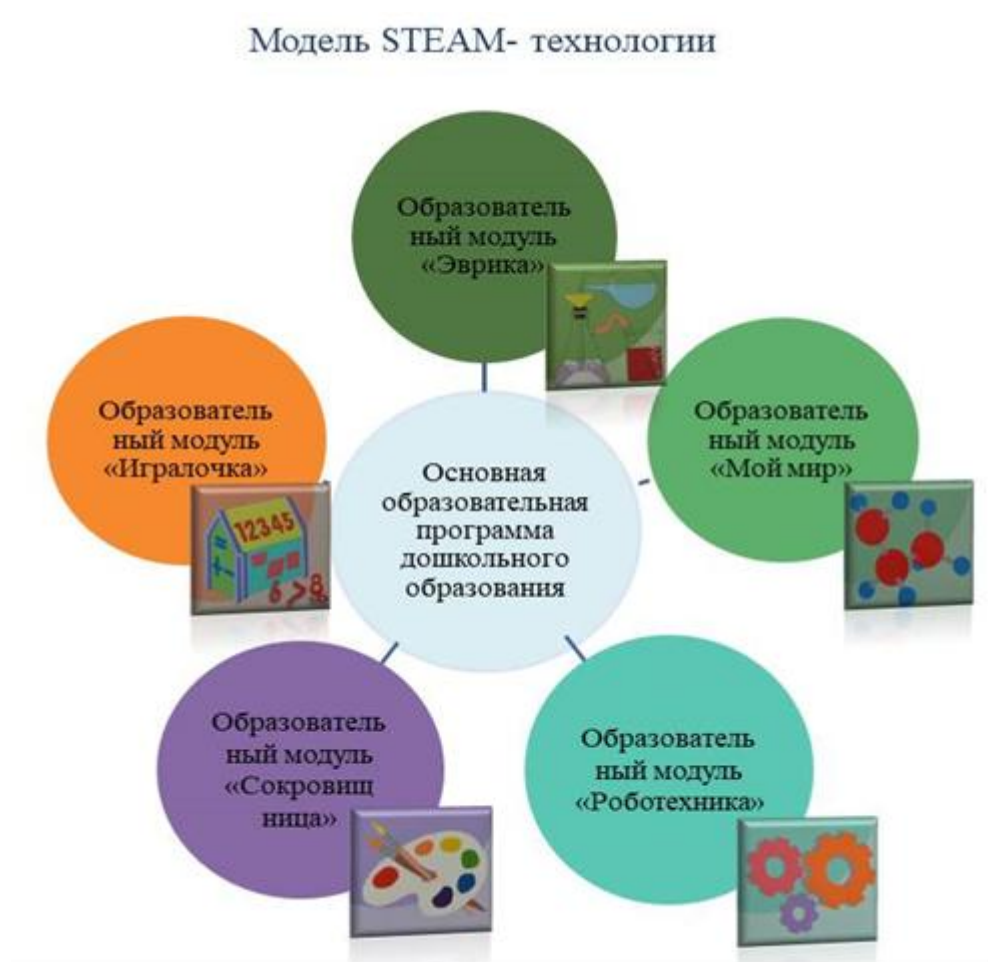 Модель STEAM- технологии
Образователь
ный модуль
«Эврика»
Образователь
ный модуль
«Игралочка»
12345
6>8
Образователь
ный модуль
«Мой мир»
Основная
образовательная
программа
дошкольного
образования
Образователь
ный модуль
«Сокровищ
ница»
Образователь
ный модуль
«Роботехника»